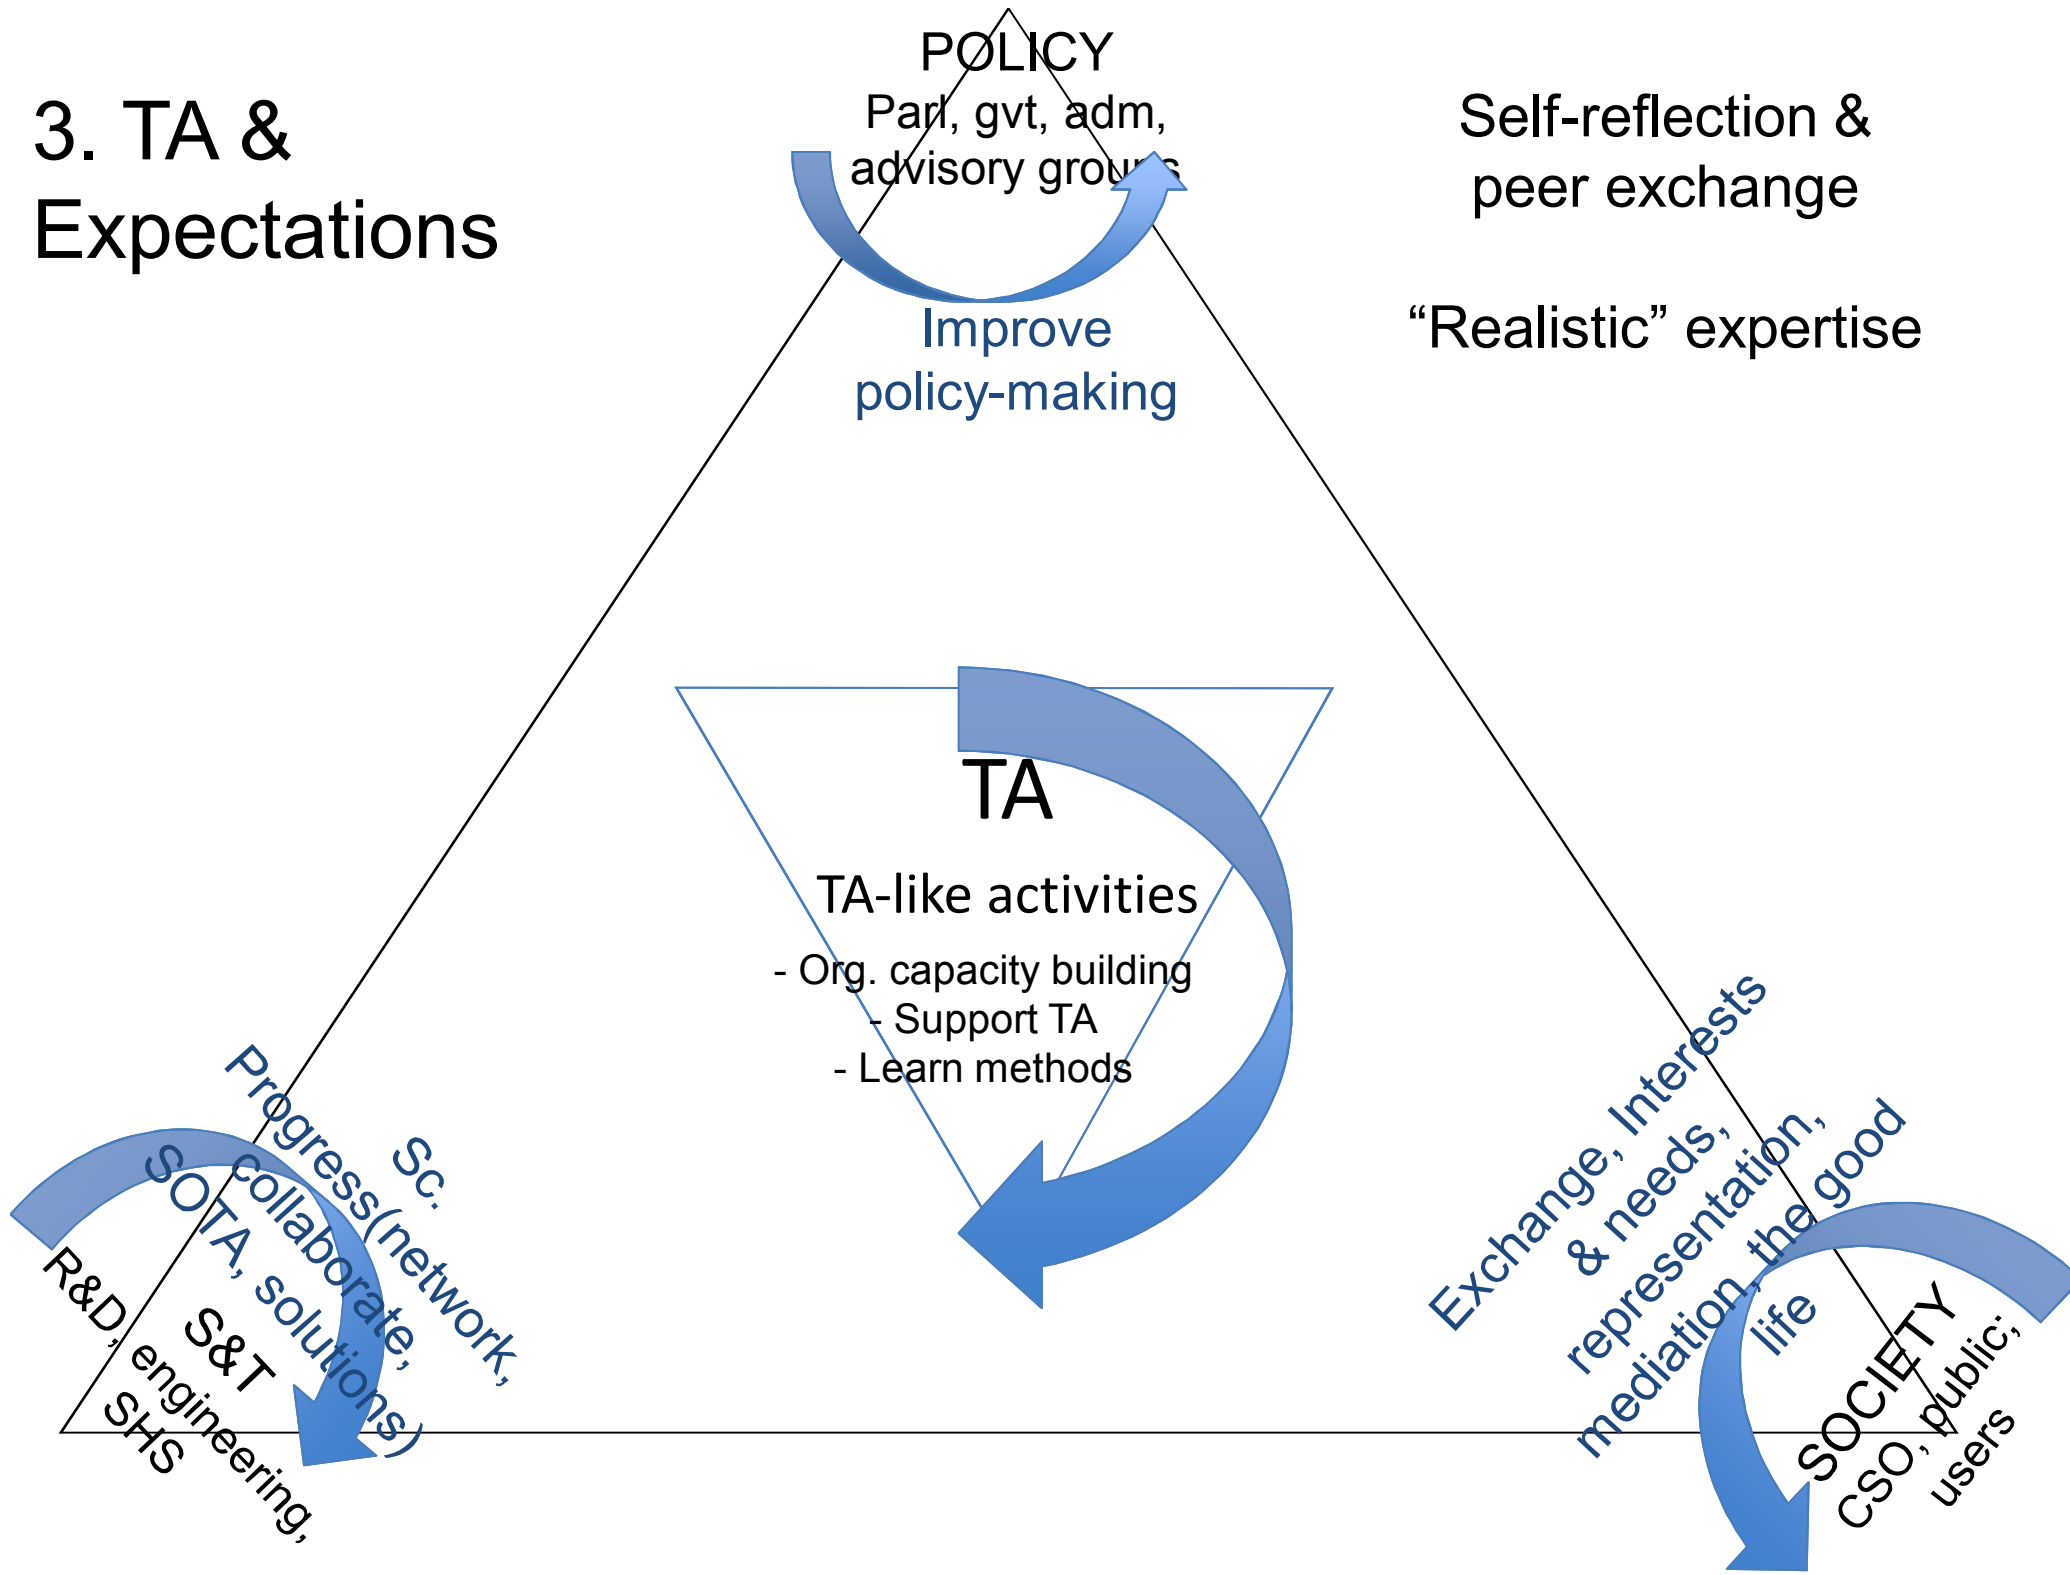 3. TA &
Expectations
POLICY
Parl, gvt, adm,
advisory groups
Improve
policy-making
Self-reflection &
peer exchange
“Realistic” expertise
TA
TA-like activities
- Org. capacity building
- Support TA
- Learn methods
Sc.
Progress(network,
collaborate,
SOTA, solutions)
S&T
R&D, engineering,
SHS
Exchange, Interests
& needs,
representation,
mediation, the good
life
SOCIETY
CSO, public;
users